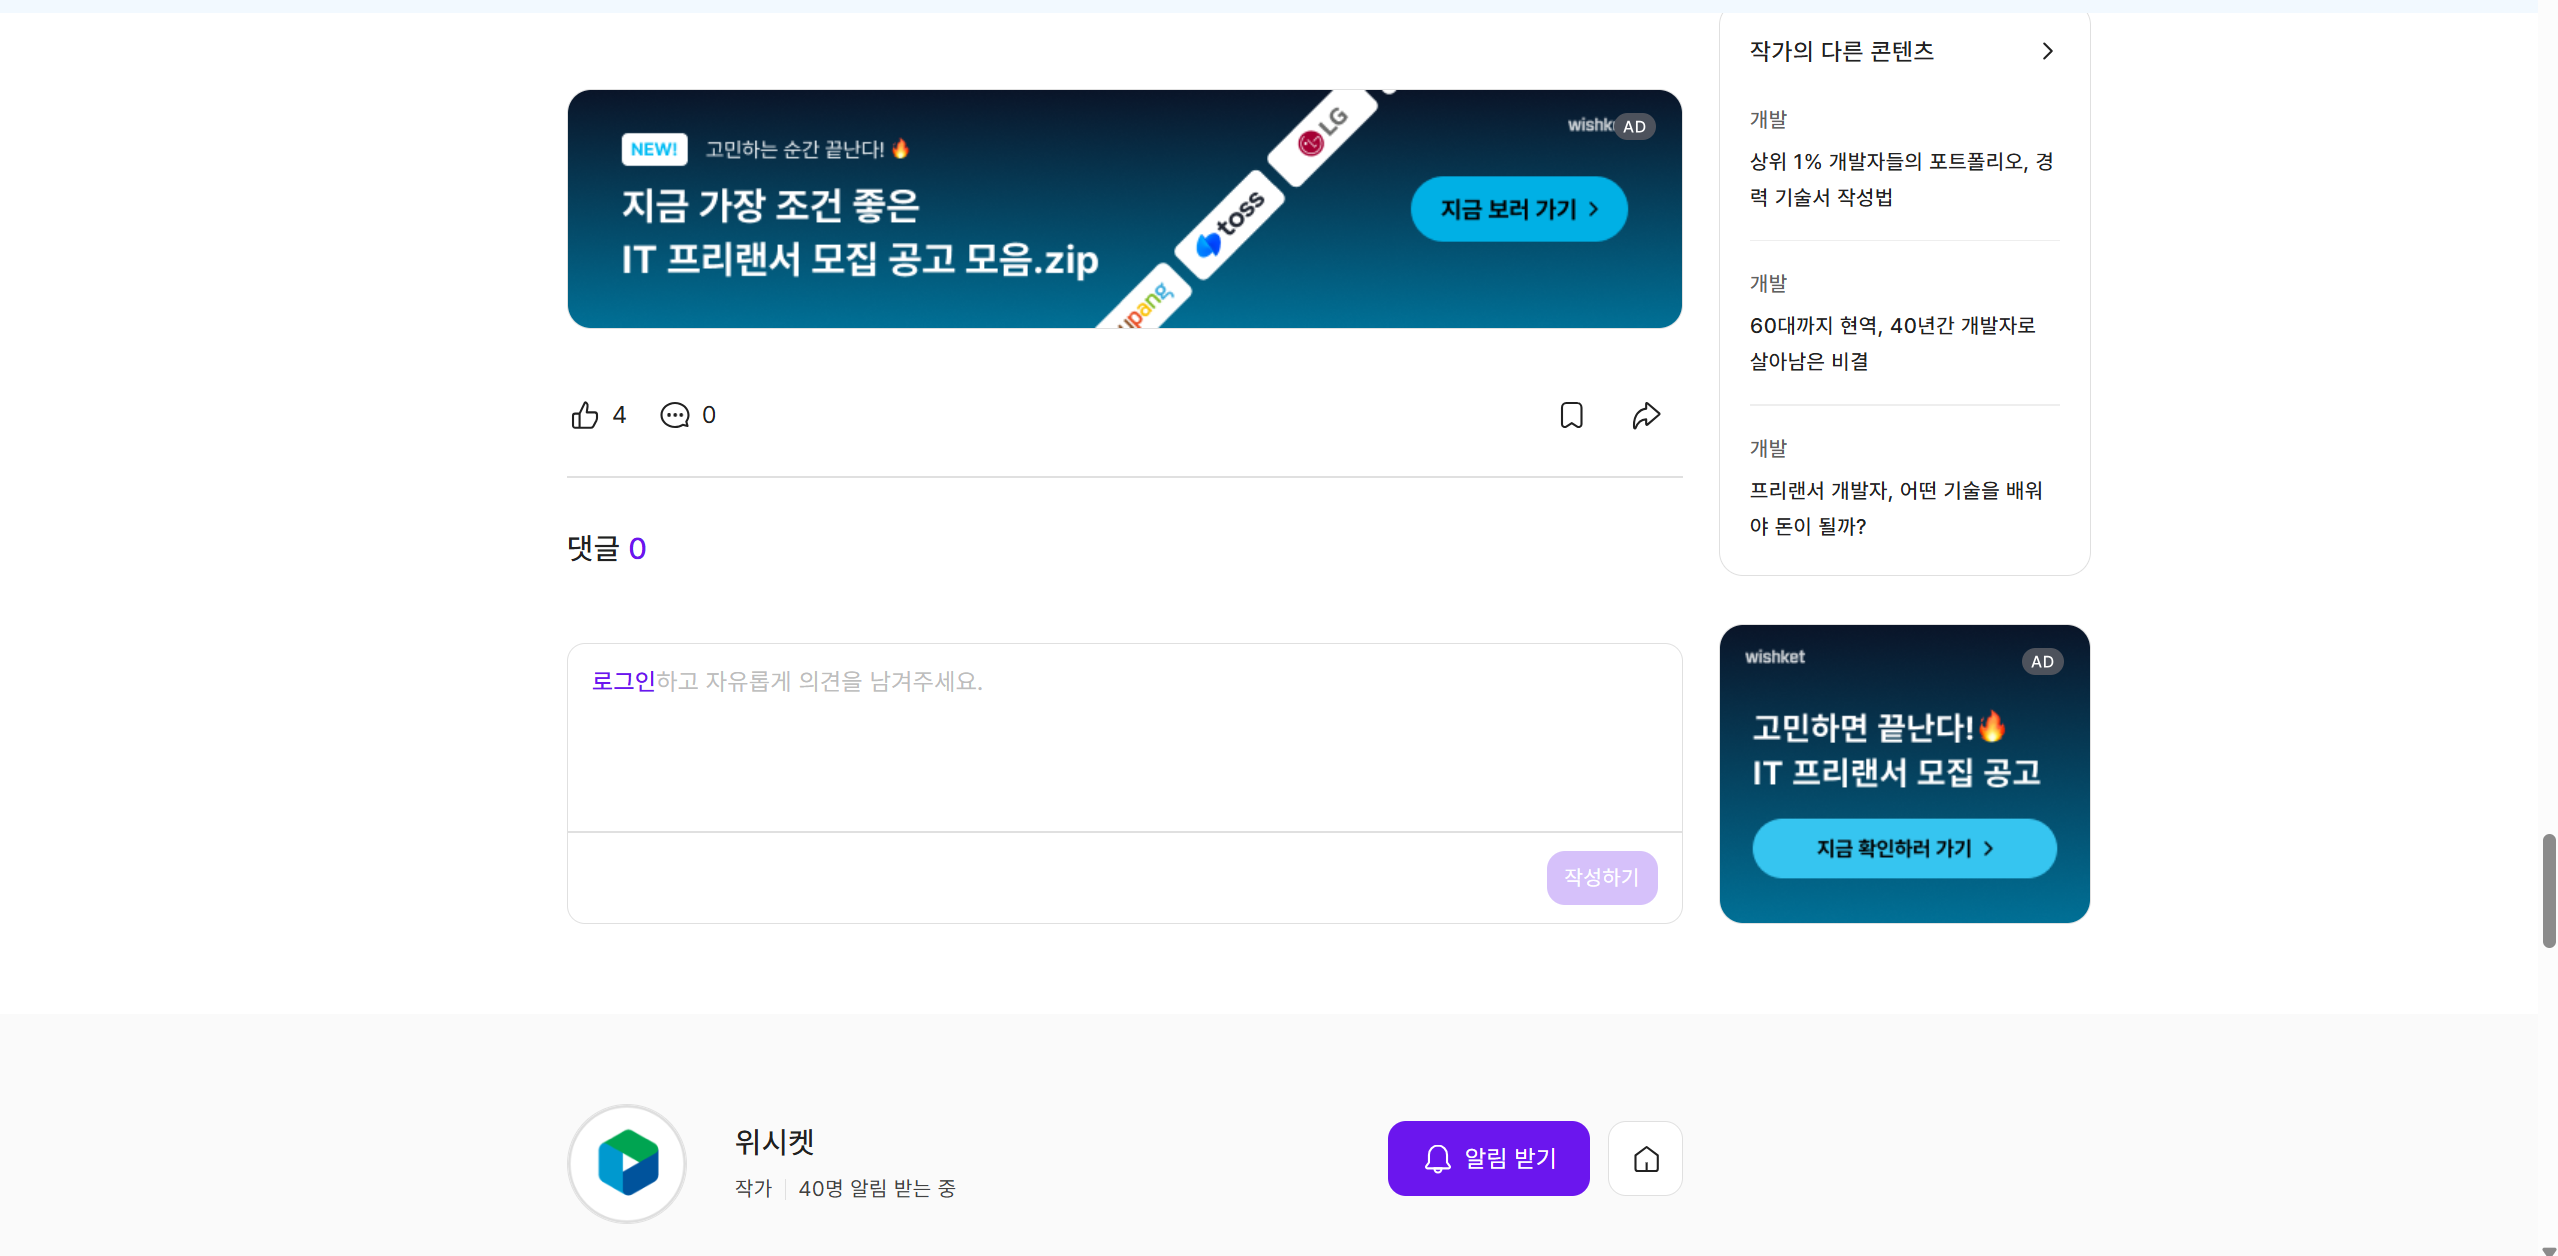 NEW! 고민하는 순간 끝난다!
지금 가장 조건 좋은
IT 프리랜서 모집 공고 모음.zip
upang
toss
LG
AD
지금 보러 가기
4
0
댓글 0
로그인하고 자유롭게 의견을 남겨주세요.
작성하기
작가의 다른 콘텐츠
개발
상위 1% 개발자들의 포트폴리오, 경
력 기술서 작성법
개발
60대까지 현역, 40년간 개발자로
살아남은 비결
개발
프리랜서 개발자, 어떤 기술을 배워
야 돈이 될까?
wishket
AD
고민하면 끝난다!
IT 프리랜서 모집 공고
지금 확인하러 가기
위시켓
작가 40명 알림 받는 중
알림 받기